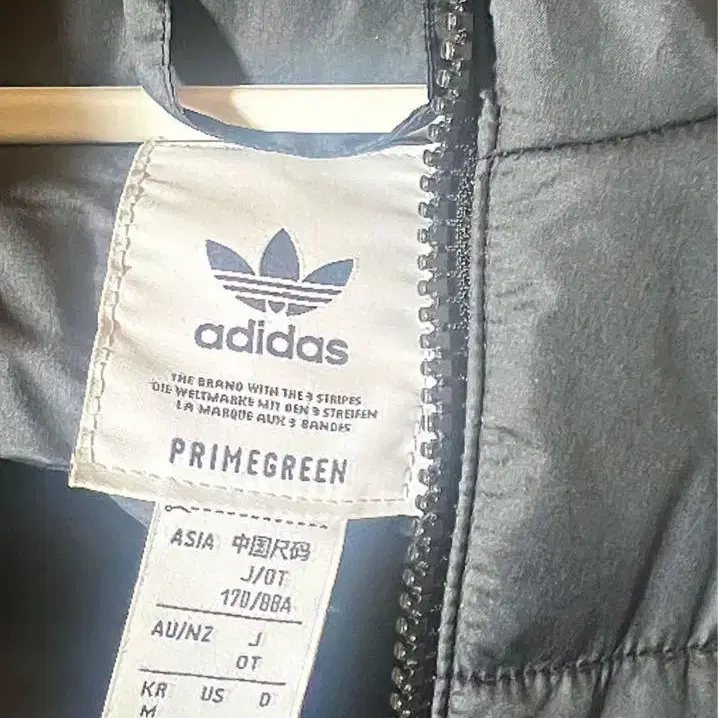 adidas
THE BRAND WITH THE 3 STRIPES
DIE WELTMARKE MIT DEN 3 STREIFEN
LA MARQUE AUX 3 BANDES
PRIMEGREEN
ASIA 中国尺码
J/OT
170/88A
AU/NZ J
OT
KR US D
M